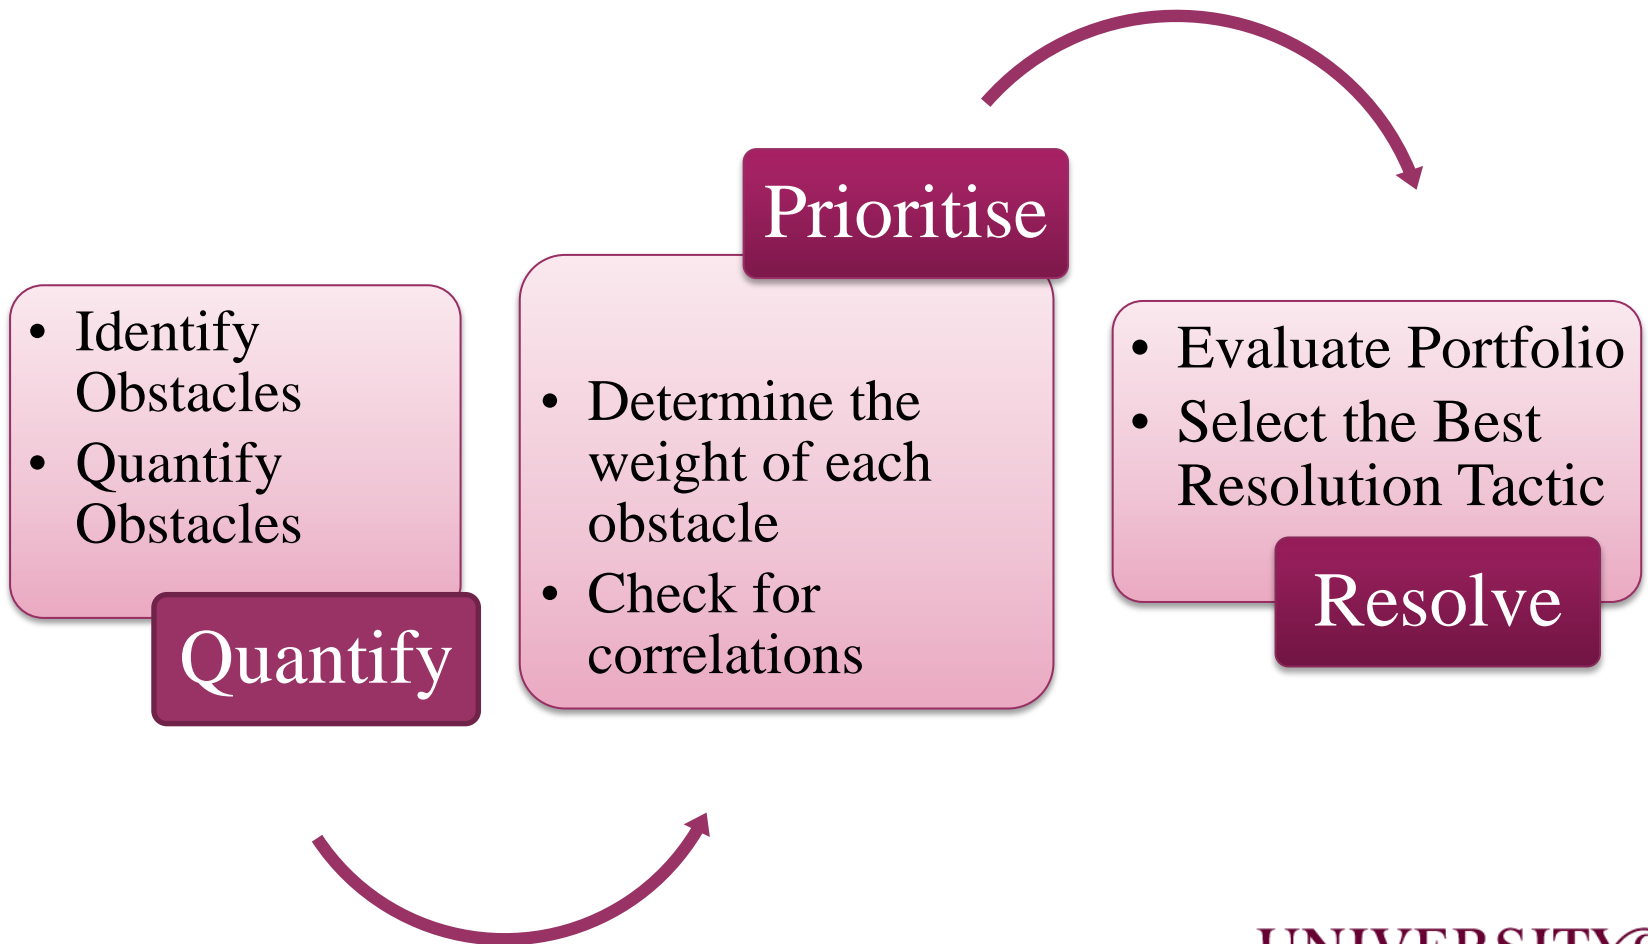 • Identify
Obstacles
• Quantify
Obstacles
Quantify
Prioritise
• Determine the
weight of each
obstacle
• Check for
correlations
• Evaluate Portfolio
• Select the Best
Resolution Tactic
Resolve
UNIVERSITY